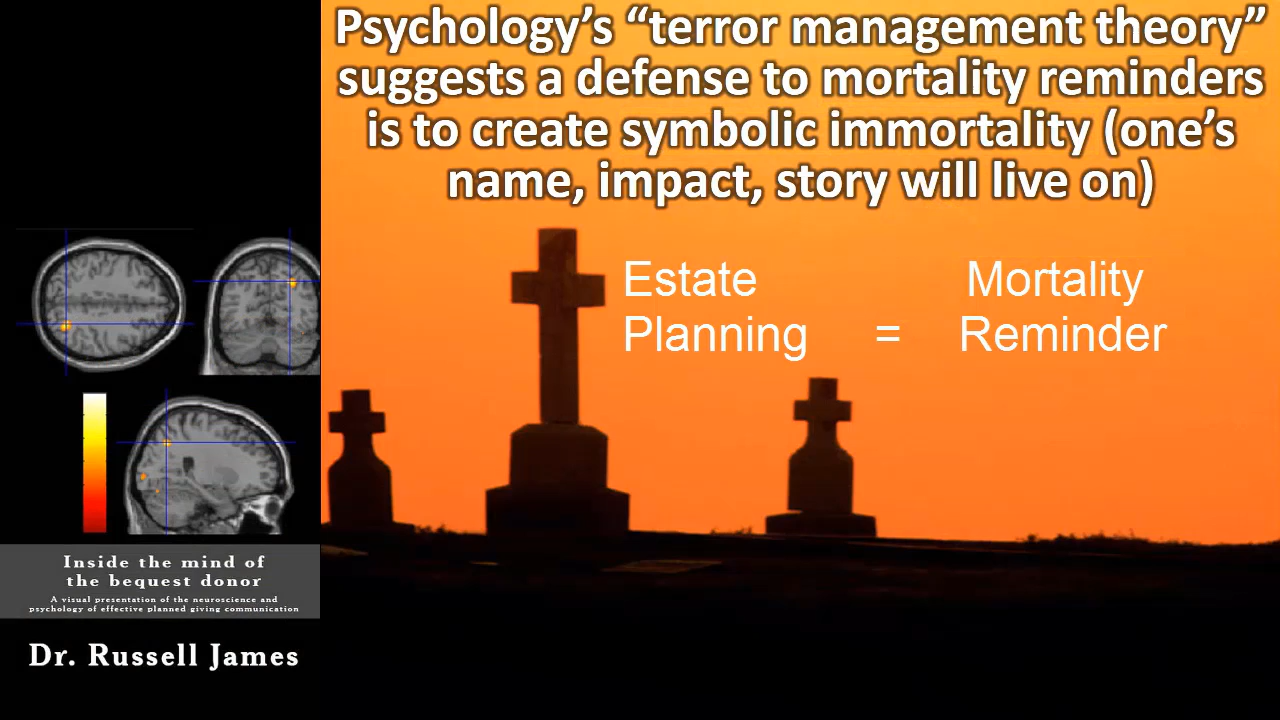 Psychology's “terror management theory”
suggests a defense to mortality reminders
is to create symbolic immortality (one's
name, impact, story will live on)
Estate Mortality
Planning = Reminder
Inside the mind of
the bequest donor
A visual presentation of the neuroscience and
psychology of effective planned giving communication
Dr. Russell James